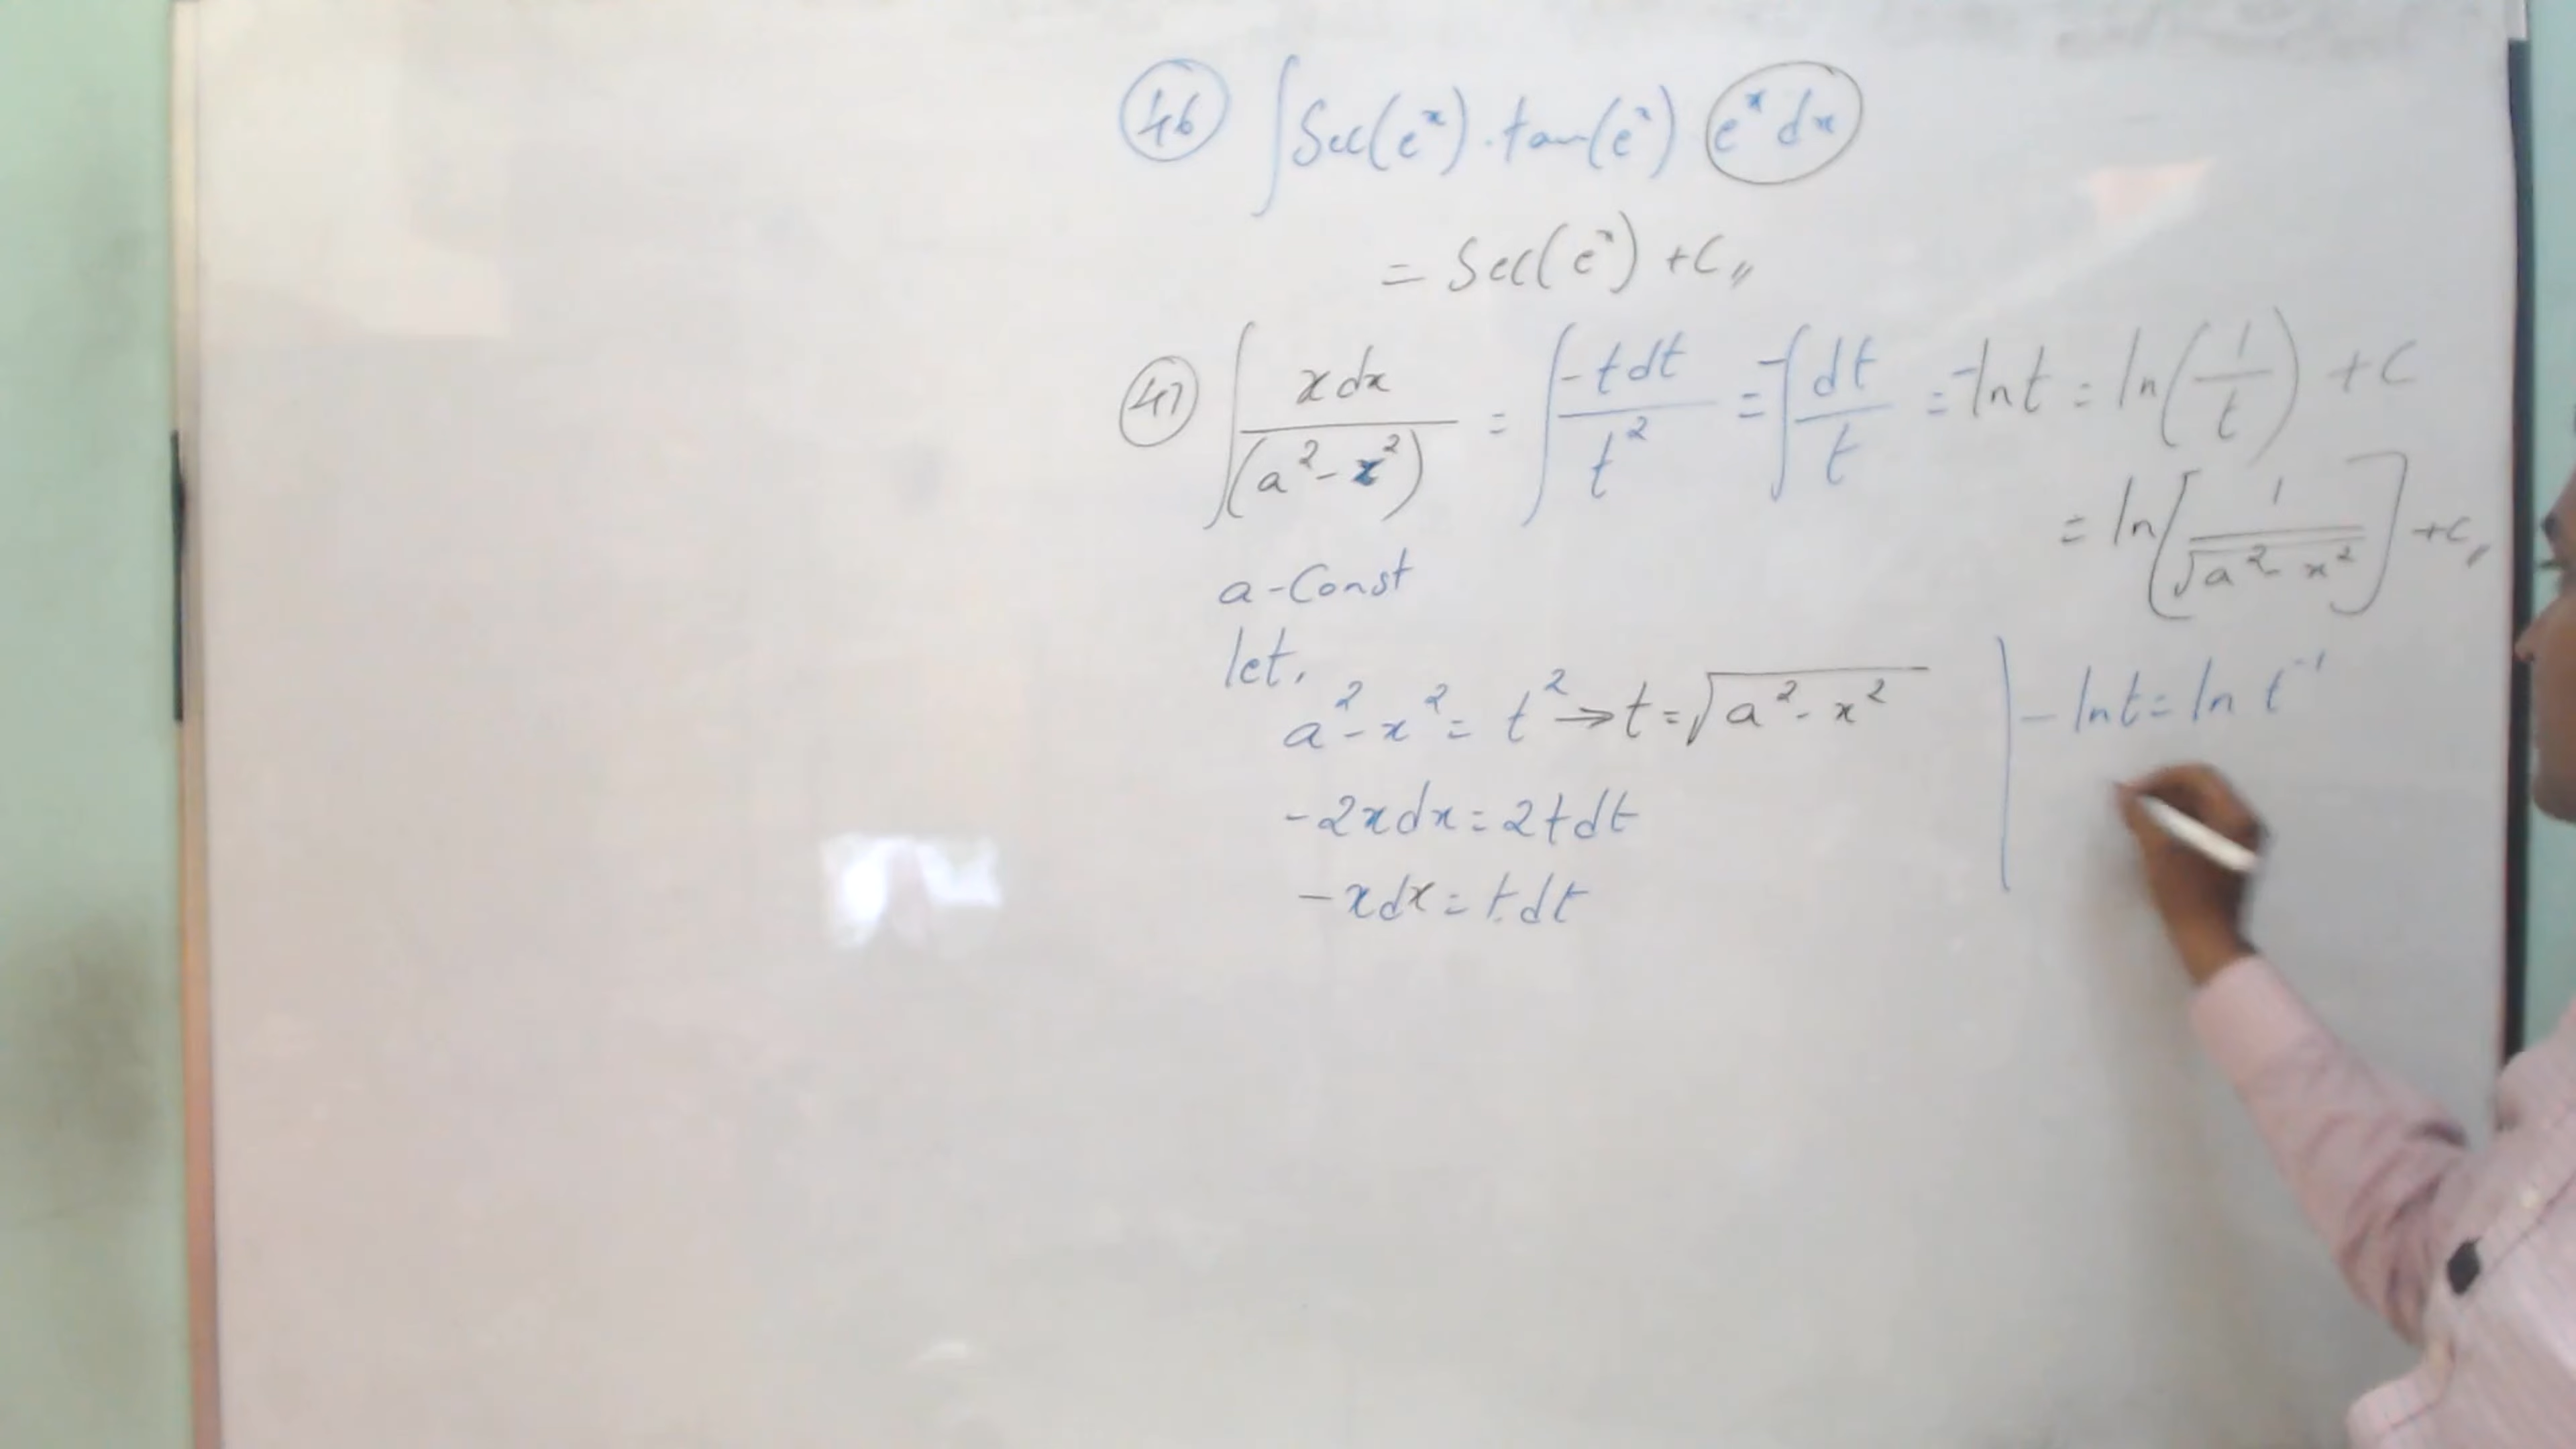 46 ∫ Sec(e^x) . tan(e^x) e^x dx
= Sec(e^x) + C,,
47 ∫ x dx / (a² - x²) = ∫ -t dt / t² = -∫ dt / t = -ln t = ln(1/t) + C
= ln[1/√(a² - x²)] + C,,
a - Const
let,
a² - x² = t² → t = √(a² - x²)
-2x dx = 2t dt
-x dx = t dt
- ln t = ln t⁻¹